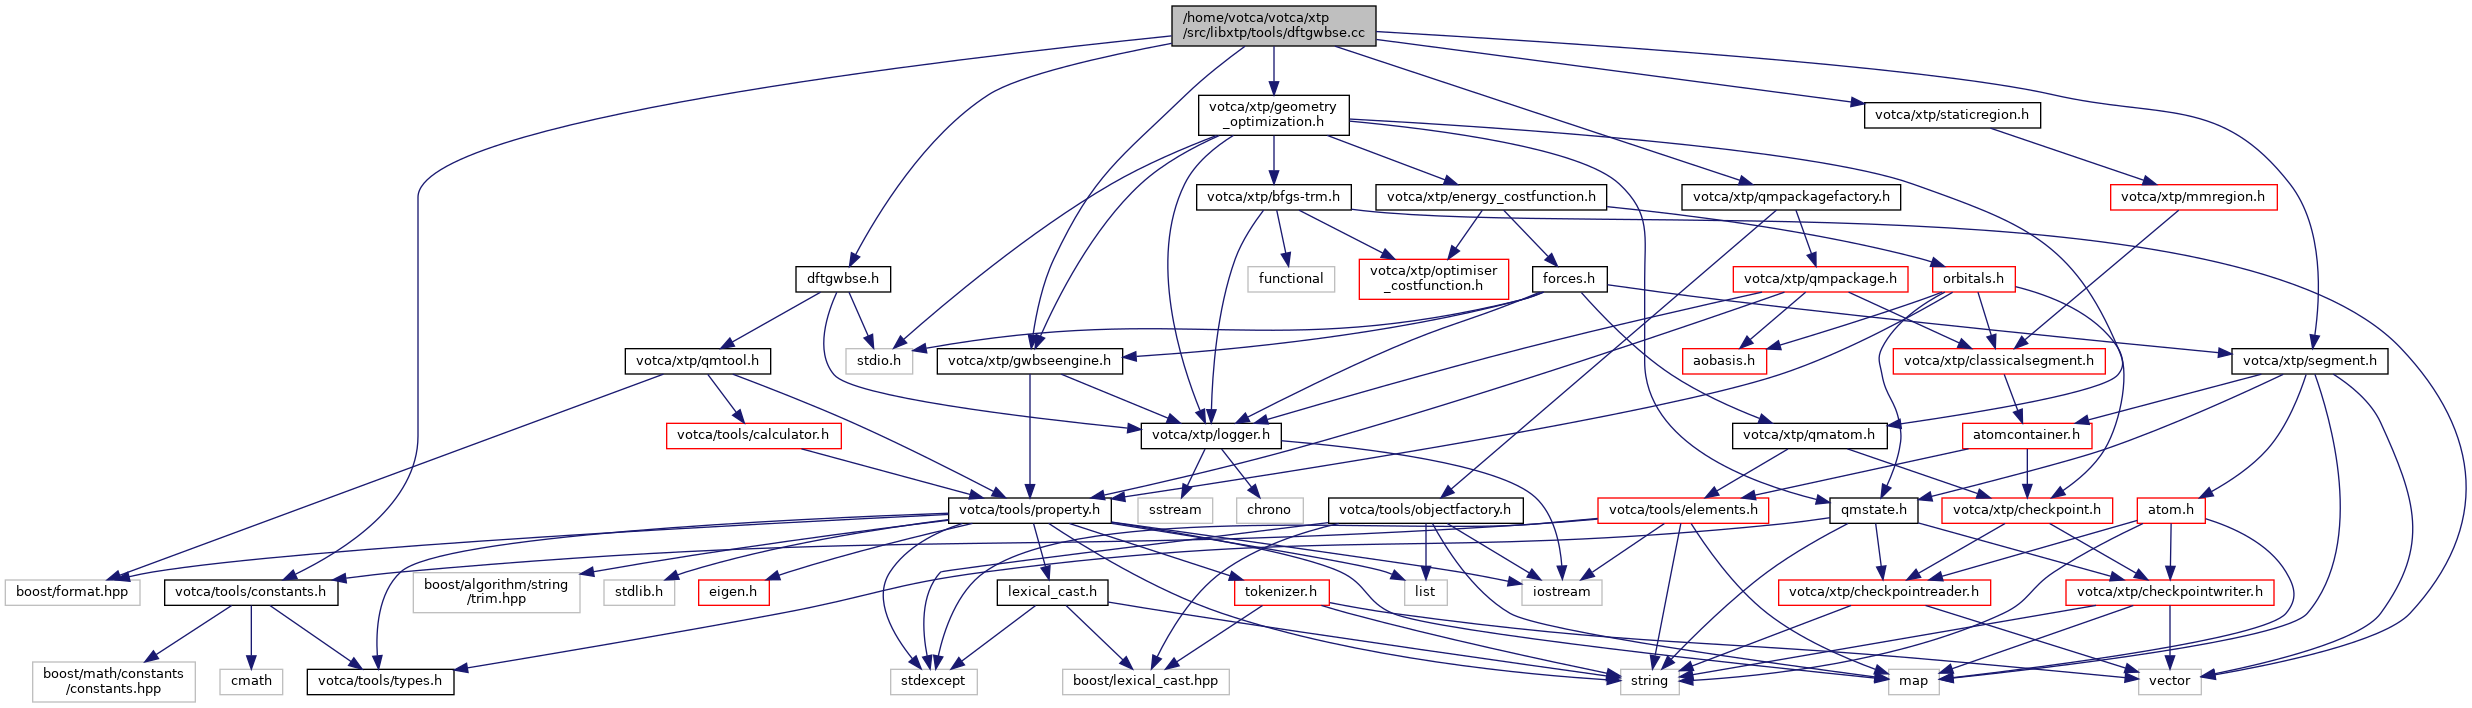 /home/votca/votca/xtp
/src/libxtp/tools/dftgwbse.cc
votca/xtp/geometry
_optimization.h
votca/xtp/staticregion.h
votca/xtp/bfgs-trm.h
votca/xtp/energy_costfunction.h
votca/xtp/qmpackagefactory.h
votca/xtp/mmregion.h
dftgwbse.h
functional
votca/xtp/optimiser
_costfunction.h
forces.h
votca/xtp/qmpackage.h
orbitals.h
votca/xtp/qmtool.h
stdio.h
votca/xtp/gwbseengine.h
aobasis.h
votca/xtp/classicalsegment.h
votca/xtp/segment.h
votca/tools/calculator.h
votca/xtp/logger.h
votca/xtp/qmatom.h
atomcontainer.h
votca/tools/property.h
sstream
chrono
votca/tools/objectfactory.h
votca/tools/elements.h
qmstate.h
votca/xtp/checkpoint.h
atom.h
boost/format.hpp
votca/tools/constants.h
boost/algorithm/string
/trim.hpp
stdlib.h
eigen.h
lexical_cast.h
tokenizer.h
list
iostream
votca/xtp/checkpointreader.h
votca/xtp/checkpointwriter.h
boost/math/constants
/constants.hpp
cmath
votca/tools/types.h
stdexcept
boost/lexical_cast.hpp
string
map
vector